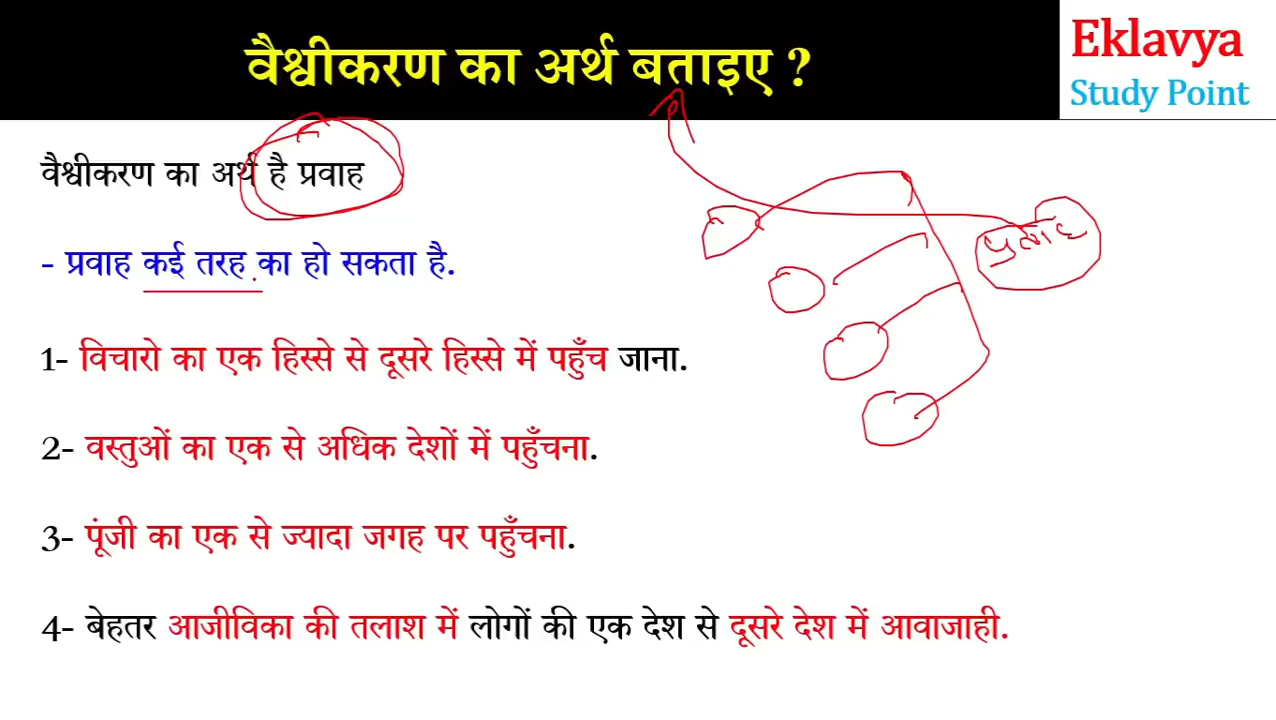 वैश्वीकरण का अर्थ बताइए ?
Eklavya
Study Point
वैश्वीकरण का अर्थ है प्रवाह
- प्रवाह कई तरह का हो सकता है.
प्रवाह
1- विचारो का एक हिस्से से दूसरे हिस्से में पहुँच जाना.
2- वस्तुओं का एक से अधिक देशों में पहुँचना.
3- पूंजी का एक से ज्यादा जगह पर पहुँचना.
4- बेहतर आजीविका की तलाश में लोगों की एक देश से दूसरे देश में आवाजाही.